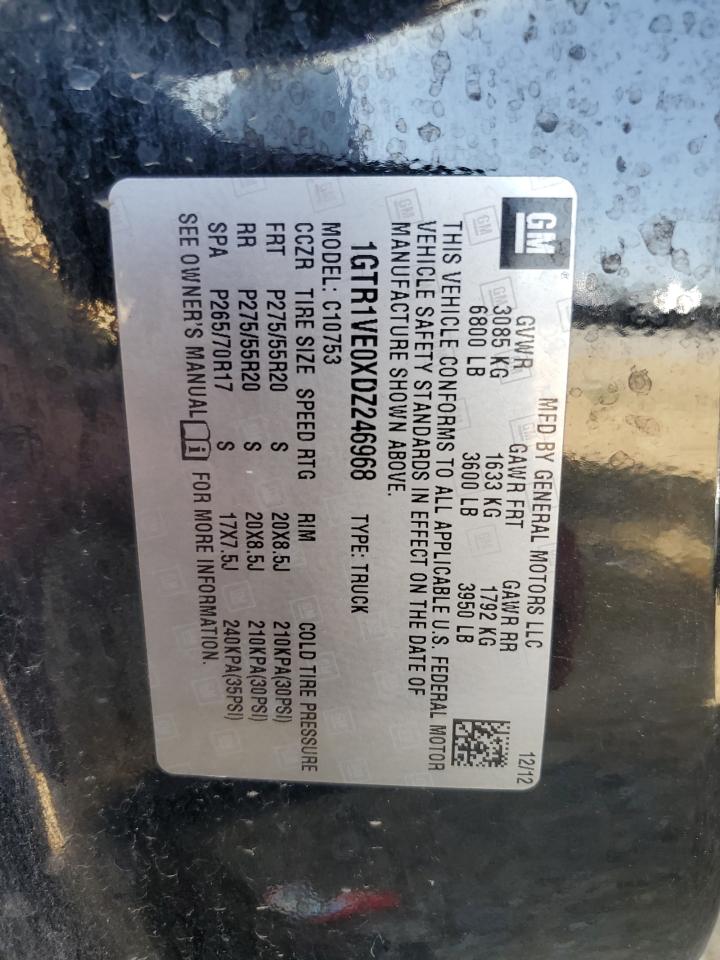 GM
MFD BY GENERAL MOTORS LLC 12/12
GVWR GAWR FRT GAWR RR
3085 KG 1633 KG 1792 KG
6800 LB 3600 LB 3950 LB
THIS VEHICLE CONFORMS TO ALL APPLICABLE U.S. FEDERAL MOTOR
VEHICLE SAFETY STANDARDS IN EFFECT ON THE DATE OF
MANUFACTURE SHOWN ABOVE.
1GTR1VE0XDZ246968 TYPE: TRUCK
MODEL: C10753
CCZR TIRE SIZE SPEED RTG RIM COLD TIRE PRESSURE
FRT P275/55R20 S 20X8.5J 210KPA(30PSI)
RR P275/55R20 S 20X8.5J 210KPA(30PSI)
SPA P265/70R17 S 17X7.5J 240KPA(35PSI)
SEE OWNER'S MANUAL FOR MORE INFORMATION.